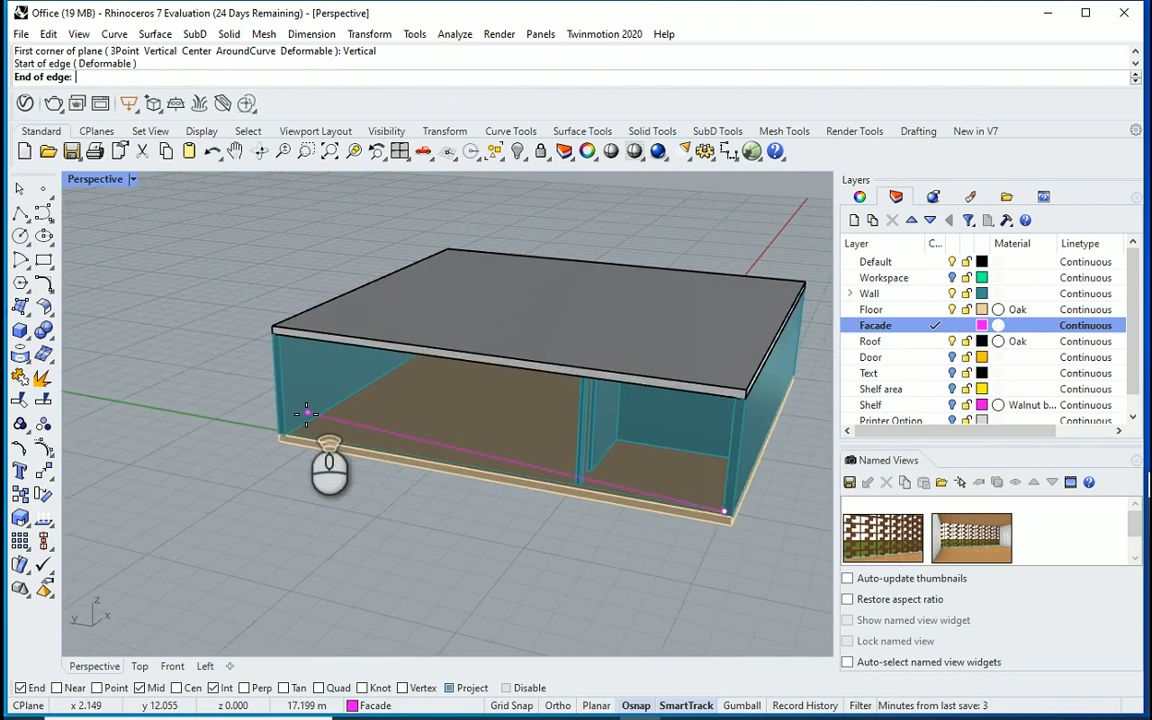 Office (19 MB) - Rhinoceros 7 Evaluation (24 Days Remaining) - [Perspective]
File Edit View Curve Surface SubD Solid Mesh Dimension Transform Tools Analyze Render Panels Twinmotion 2020 Help
First corner of plane ( 3Point Vertical Center AroundCurve Deformable ): Vertical
Start of edge ( Deformable )
End of edge:
Standard CPlanes Set View Display Select Viewport Layout Visibility Transform Curve Tools Surface Tools Solid Tools SubD Tools Mesh Tools Render Tools Drafting New in V7
Perspective
Layers
Layer C... Material Linetype
Default Continuous
Workspace Continuous
Wall Continuous
Floor Oak Continuous
Facade Continuous
Roof Oak Continuous
Door Continuous
Text Continuous
Shelf area Continuous
Shelf Walnut b... Continuous
Printer Option Continuous
Named Views
Auto-update thumbnails
Restore aspect ratio
Show named view widget
Lock named view
Auto-select named view widgets
z
y x
Perspective Top Front Left
End Near Point Mid Cen Int Perp Tan Quad Knot Vertex Project Disable
CPlane x 2.149 y 12.055 z 0.000 17.199 m Facade Grid Snap Ortho Planar Osnap SmartTrack Gumball Record History Filter Minutes from last save: 3